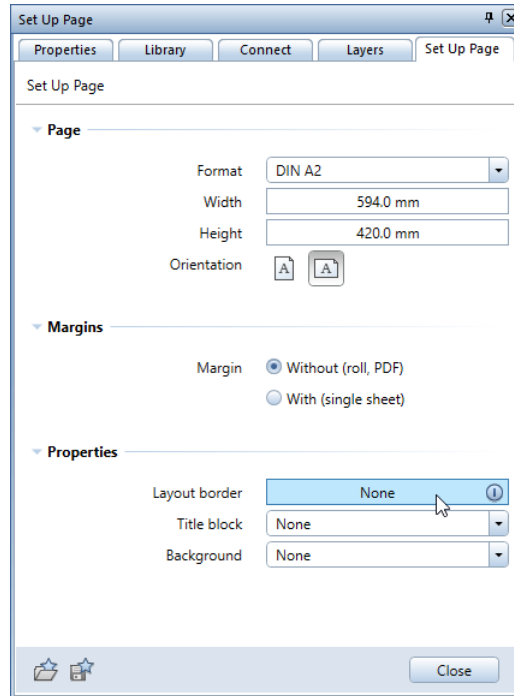 Set Up Page
Properties Library Connect Layers Set Up Page
Set Up Page
Page
Format DIN A2
Width 594.0 mm
Height 420.0 mm
Orientation A A
Margins
Margin Without (roll, PDF)
With (single sheet)
Properties
Layout border None
Title block None
Background None
Close